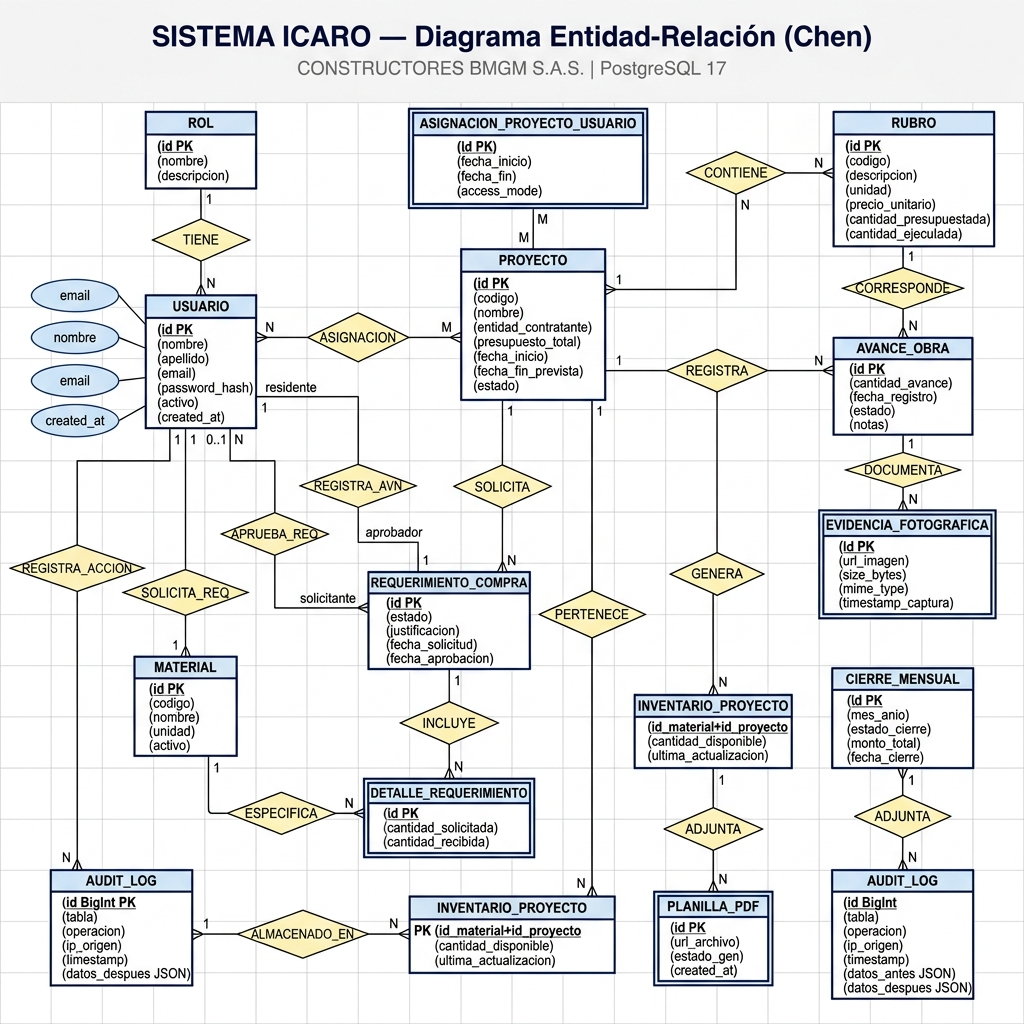 SISTEMA ICARO — Diagrama Entidad-Relación (Chen)
CONSTRUCTORES BMGM S.A.S. | PostgreSQL 17
ROL
(id PK)
(nombre)
(descripcion)
1
TIENE
N
ASIGNACION_PROYECTO_USUARIO
(ld PK)
(fecha_inicio)
(fecha_fin)
(access_mode)
M
M
CONTIENE
N
N
1
RUBRO
(id PK)
(codigo)
(descripcion)
(unidad)
(precio_unitario)
(cantidad_presupuestada)
(cantidad_ejeculada)
1
CORRESPONDE
N
email
nombre
email
created_at
USUARIO
(id PK)
(nombre)
(apellido)
(email)
(password_hash)
(activo)
(created_at)
N
ASIGNACION
M
PROYECTO
(id PK)
(codigo)
(nombre)
(entidad_contratante)
(presupuesto_total)
(fecha_inicio)
(fecha_fin_prevista)
(estado)
1
REGISTRA
N
AVANCE_OBRA
(id PK)
(cantidad_avance)
(fecha_registro)
(estado)
(notas)
1
DOCUMENTA
N
EVIDENCIA_FOTOGRAFICA
(ld PK)
(url_imagen)
(size_bytes)
(mime_type)
(timestamp_captura)
residente
1
1 1 0..1 N
REGISTRA_AVN
aprobador
1
APRUEBA_REQ
solicitante
SOLICITA
1
N
1
PERTENECE
N
REGISTRA_ACCION
N
SOLICITA_REQ
1
GENERA
N
REQUERIMIENTO_COMPRA
(id PK)
(estado)
(justificacion)
(fecha_solicitud)
(fecha_aprobacion)
1
INCLUYE
N
MATERIAL
(id PK)
(codigo)
(nombre)
(unidad)
(activo)
1
ESPECIFICA
N
DETALLE_REQUERIMIENTO
(id PK)
(cantidad_solicitada)
(cantidad_recibida)
INVENTARIO_PROYECTO
(id_material+id_proyecto
(cantidad_disponible)
(ultima_actualizacion)
1
ADJUNTA
N
CIERRE_MENSUAL
(ld PK)
(mes_anio)
(estado_cierre)
(monto_total)
(fecha_cierre)
1
ADJUNTA
N
AUDIT_LOG
(id BigInt PK)
(tabla)
(operacion)
(ip_origen)
(limestamp)
(datos_despues JSON)
1
ALMACENADO_EN
N
INVENTARIO_PROYECTO
PK (id_material+id_proyecto
(cantidad_disponible)
(ultima_actualizacion)
PLANILLA_PDF
(id PK)
(url_archivo)
(estado_gen)
(created_at)
AUDIT_LOG
(id BigInt
(tabla)
(operacion)
(ip_origen)
(timestamp)
(datos_antes JSON)
(datos_despues JSON)